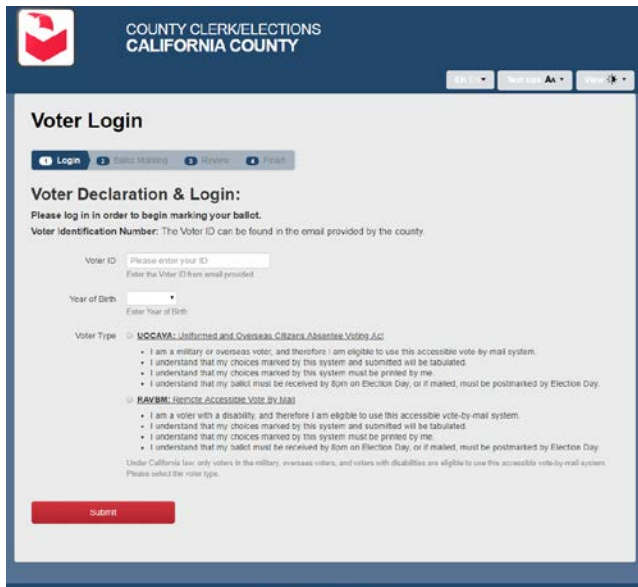 COUNTY CLERK/ELECTIONS
CALIFORNIA COUNTY
Text size AA
View
Voter Login
1 Login 2 Ballot Marking 3 Review 4 Finish
Voter Declaration & Login:
Please log in in order to begin marking your ballot.
Voter Identification Number: The Voter ID can be found in the email provided by the county.
Voter ID Please enter your ID
Enter the Voter ID from email provided
Year of Birth
Enter Year of Birth
Voter Type UOCAVA: Uniformed and Overseas Citizens Absentee Voting Act
• I am a military or overseas voter, and therefore I am eligible to use this accessible vote-by mail system.
• I understand that my choices marked by this system and submitted will be tabulated.
• I understand that my choices marked by this system must be printed by me.
• I understand that my ballot must be received by 8pm on Election Day, or if mailed, must be postmarked by Election Day.
RAVBM: Remote Accessible Vote By Mail
• I am a voter with a disability, and therefore I am eligible to use this accessible vote-by-mail system.
• I understand that my choices marked by this system and submitted will be tabulated.
• I understand that my choices marked by this system must be printed by me.
• I understand that my ballot must be received by 8pm on Election Day, or if mailed, must be postmarked by Election Day.
Under California law, only voters in the military, overseas voters, and voters with disabilities are eligible to use this accessible vote-by-mail system.
Please select the voter type.
Submit